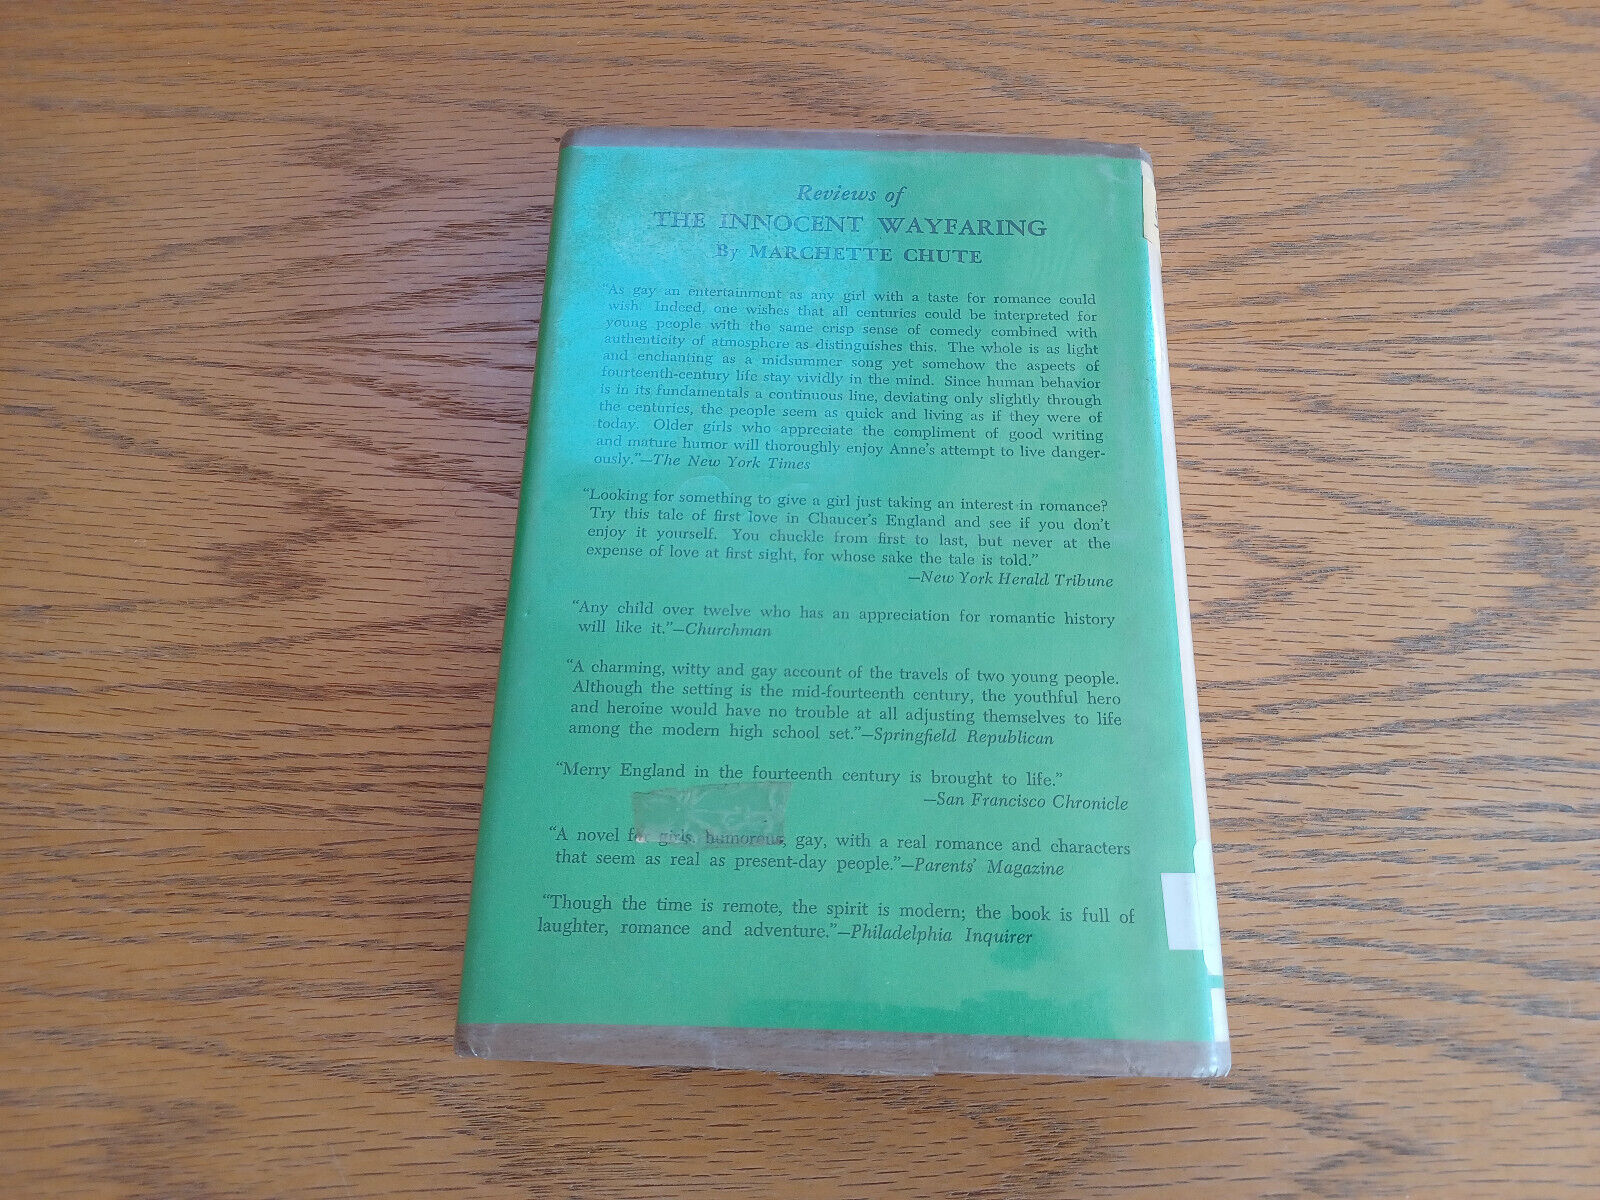 Reviews of
THE INNOCENT WAYFARING
By MARCHETTE CHUTE
"As gay an entertainment as any girl with a taste for romance could
wish. Indeed, one wishes that all centuries could be interpreted for
young people with the same crisp sense of comedy combined with
authenticity of atmosphere as distinguishes this. The whole is as light
and enchanting as a midsummer song yet somehow the aspects of
fourteenth-century life stay vividly in the mind. Since human behavior
is in its fundamentals a continuous line, deviating only slightly through
the centuries, the people seem as quick and living as if they were of
today. Older girls who appreciate the compliment of good writing
and mature humor will thoroughly enjoy Anne's attempt to live danger-
ously."—The New York Times
"Looking for something to give a girl just taking an interest in romance?
Try this tale of first love in Chaucer's England and see if you don't
enjoy it yourself. You chuckle from first to last, but never at the
expense of love at first sight, for whose sake the tale is told."
—New York Herald Tribune
"Any child over twelve who has an appreciation for romantic history
will like it."—Churchman
"A charming, witty and gay account of the travels of two young people.
Although the setting is the mid-fourteenth century, the youthful hero
and heroine would have no trouble at all adjusting themselves to life
among the modern high school set."—Springfield Republican
"Merry England in the fourteenth century is brought to life."
—San Francisco Chronicle
"A novel for girls, humorous, gay, with a real romance and characters
that seem as real as present-day people."—Parents' Magazine
"Though the time is remote, the spirit is modern; the book is full of
laughter, romance and adventure."—Philadelphia Inquirer